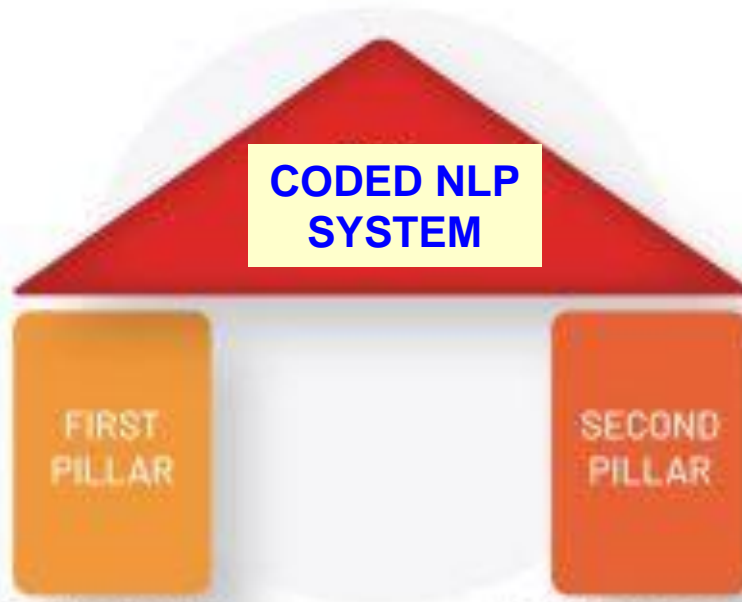 CODED NLP
SYSTEM
FIRST
PILLAR
SECOND
PILLAR